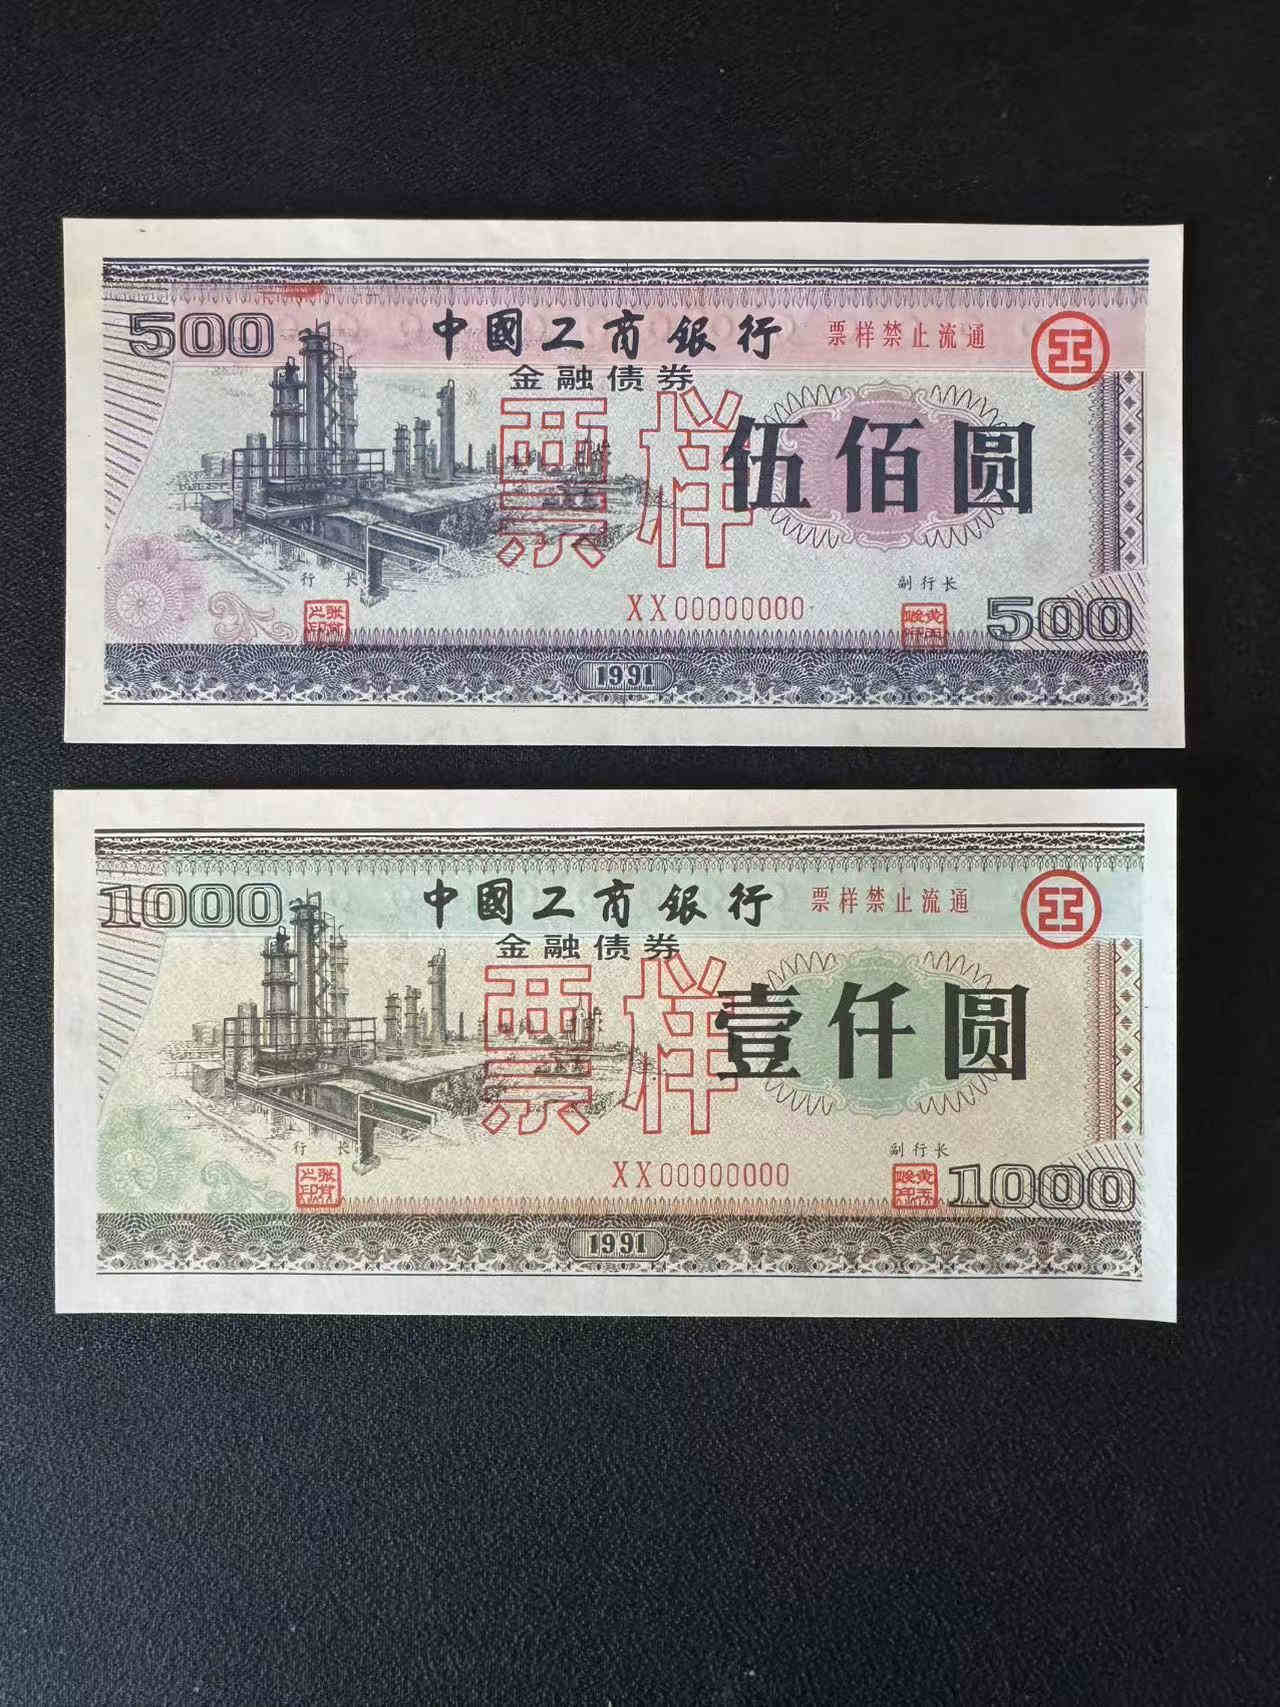 500
中國工商銀行
票样禁止流通
金融债券
票样
伍佰圆
行长
副行长
XX00000000
500
1991
1000
中國工商銀行
票样禁止流通
金融债券
票样
壹仟圆
行长
副行长
XX00000000
1000
1991